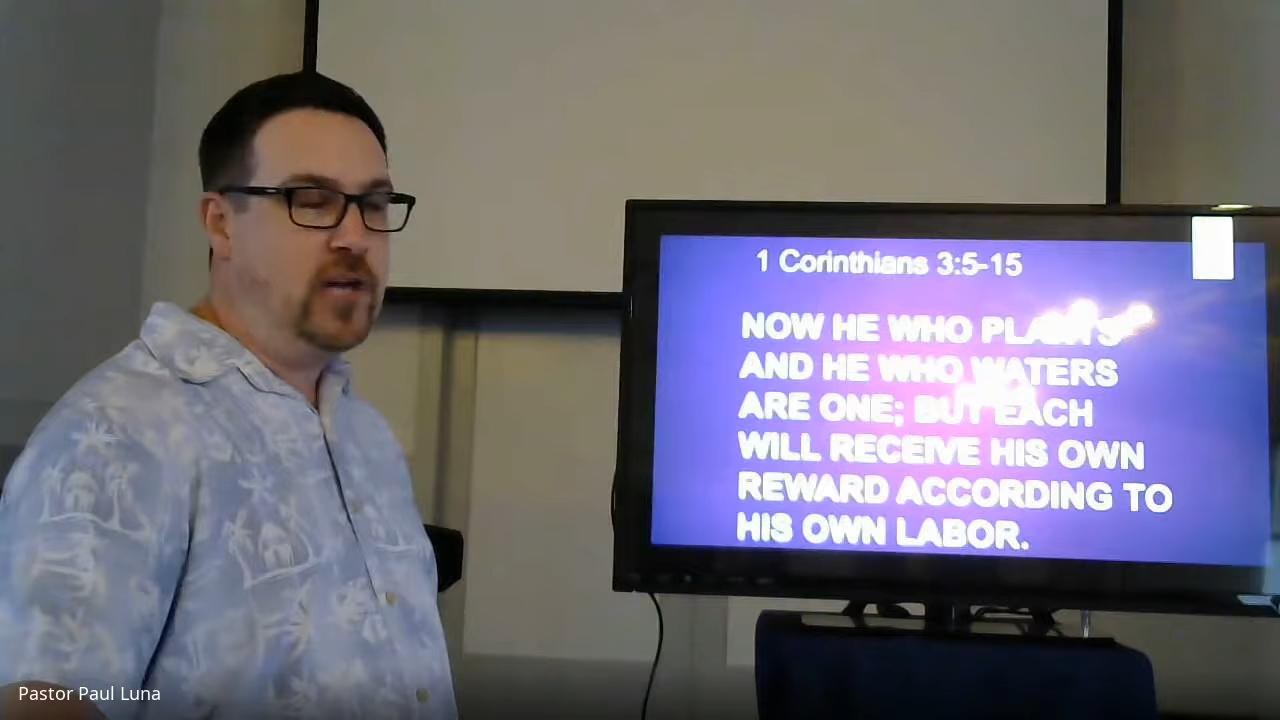 1 Corinthians 3:5-15
NOW HE WHO PLANTS
AND HE WHO WATERS
ARE ONE; BUT EACH
WILL RECEIVE HIS OWN
REWARD ACCORDING TO
HIS OWN LABOR.
Pastor Paul Luna